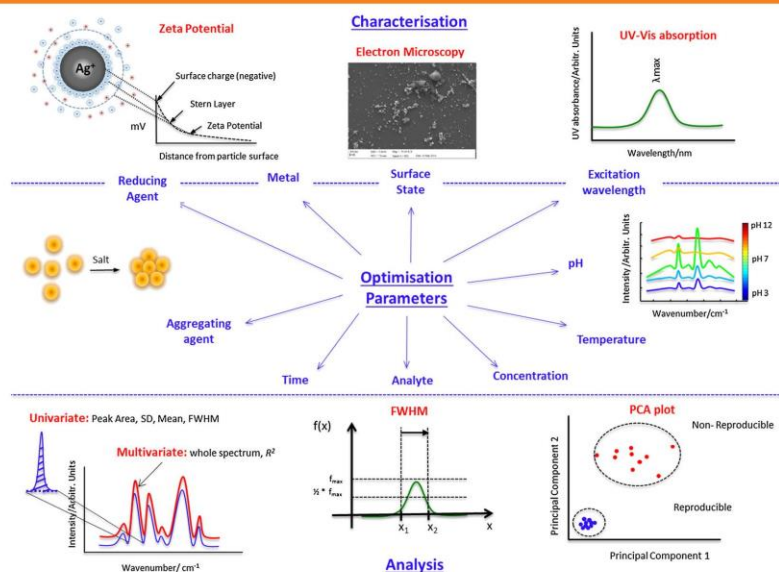 Characterisation
Zeta Potential
Ag⁺
Surface charge (negative)
Stern Layer
Zeta Potential
mV
Distance from particle surface
Electron Microscopy
UV-Vis absorption
UV absorbance/Arbitr. Units
λmax
Wavelength/nm
Reducing
Agent
Metal
Surface
State
Excitation
wavelength
Salt
Optimisation
Parameters
pH
Intensity /Arbitr. Units
pH 12
pH 7
pH 3
Wavenumber/cm⁻¹
Aggregating
agent
Temperature
Time
Analyte
Concentration
Univariate: Peak Area, SD, Mean, FWHM
Multivariate: whole spectrum, R²
Intensity/Arbitr. Units
Wavenumber/ cm⁻¹
FWHM
f(x)
fmax
½ * fmax
x₁
x₂
x
PCA plot
Non- Reproducible
Reproducible
Principal Component 2
Principal Component 1
Analysis